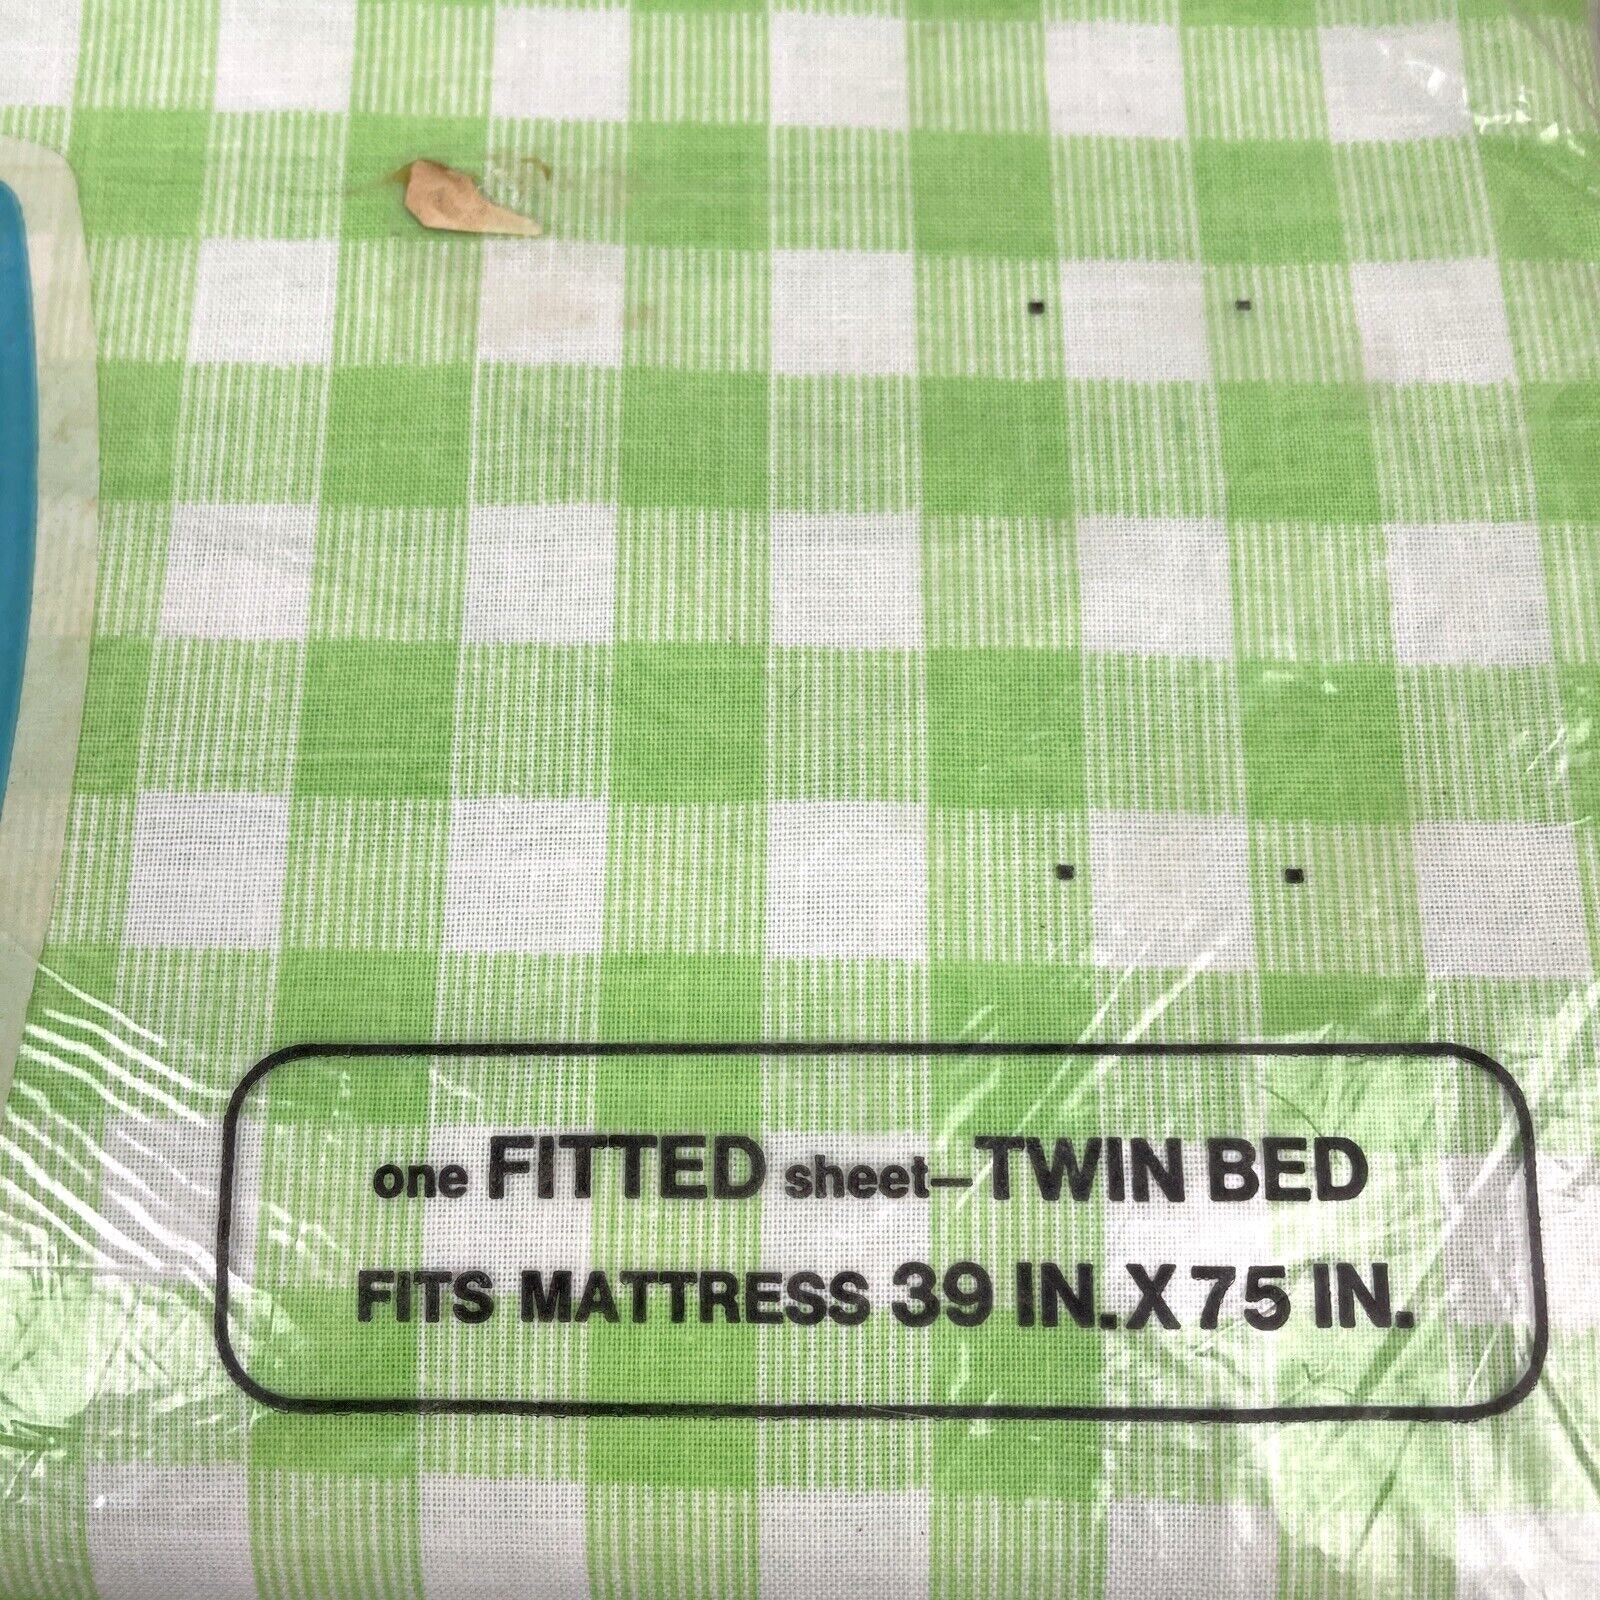 one FITTED sheet–TWIN BED
FITS MATTRESS 39 IN.X 75 IN.